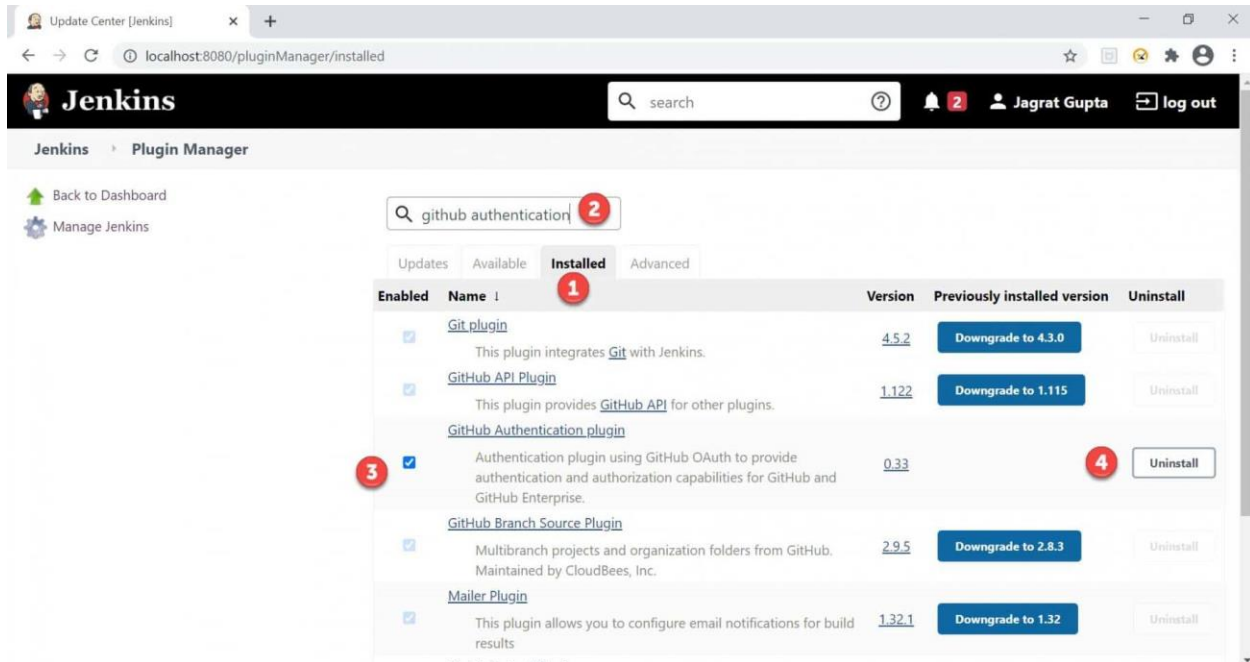 Update Center [Jenkins]
localhost:8080/pluginManager/installed
Jenkins
search
2
Jagrat Gupta
log out
Jenkins
Plugin Manager
Back to Dashboard
Manage Jenkins
github authentication
2
Updates
Available
Installed
Advanced
1
Enabled
Name ↓
Version
Previously installed version
Uninstall
Git plugin
This plugin integrates Git with Jenkins.
4.5.2
Downgrade to 4.3.0
Uninstall
GitHub API Plugin
This plugin provides GitHub API for other plugins.
1.122
Downgrade to 1.115
Uninstall
3
GitHub Authentication plugin
Authentication plugin using GitHub OAuth to provide
authentication and authorization capabilities for GitHub and
GitHub Enterprise.
0.33
4
Uninstall
GitHub Branch Source Plugin
Multibranch projects and organization folders from GitHub.
Maintained by CloudBees, Inc.
2.9.5
Downgrade to 2.8.3
Uninstall
Mailer Plugin
This plugin allows you to configure email notifications for build
results
1.32.1
Downgrade to 1.32
Uninstall